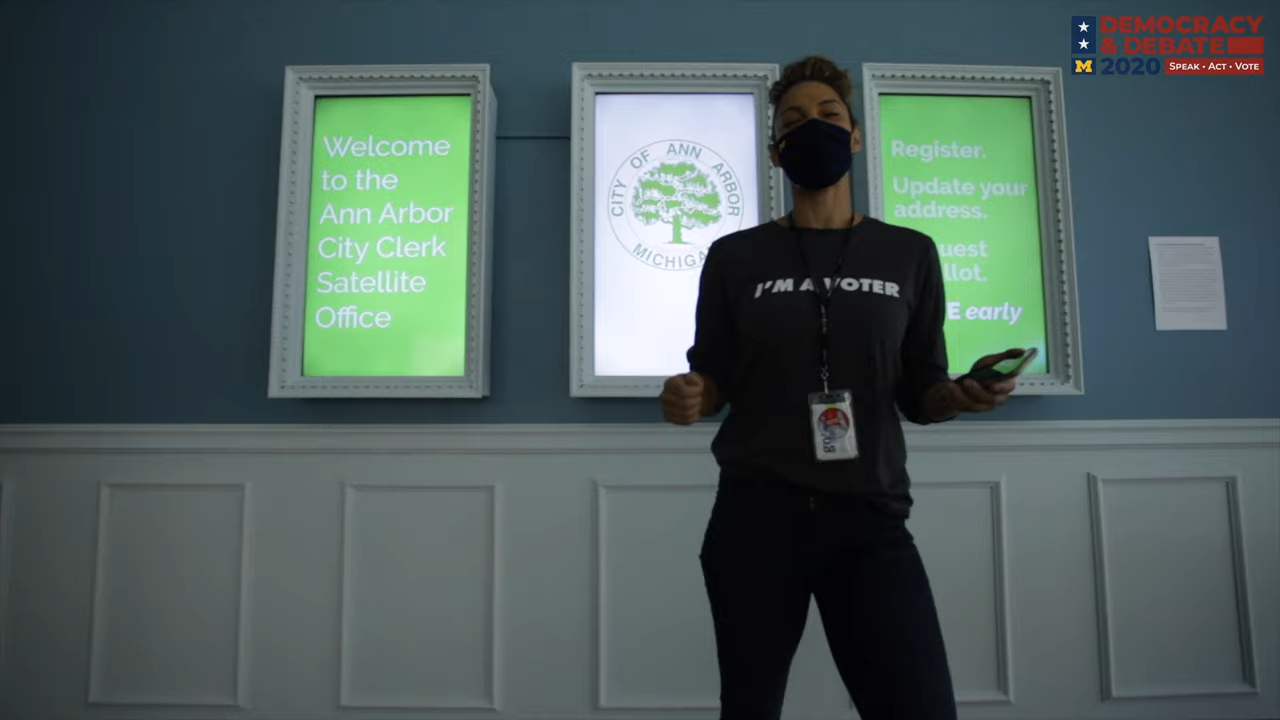 DEMOCRACY
& DEBATE
2020
SPEAK • ACT • VOTE
Welcome
to the
Ann Arbor
City Clerk
Satellite
Office
CITY OF ANN ARBOR
Register.
Update your
address.
early
I'M A VOTER